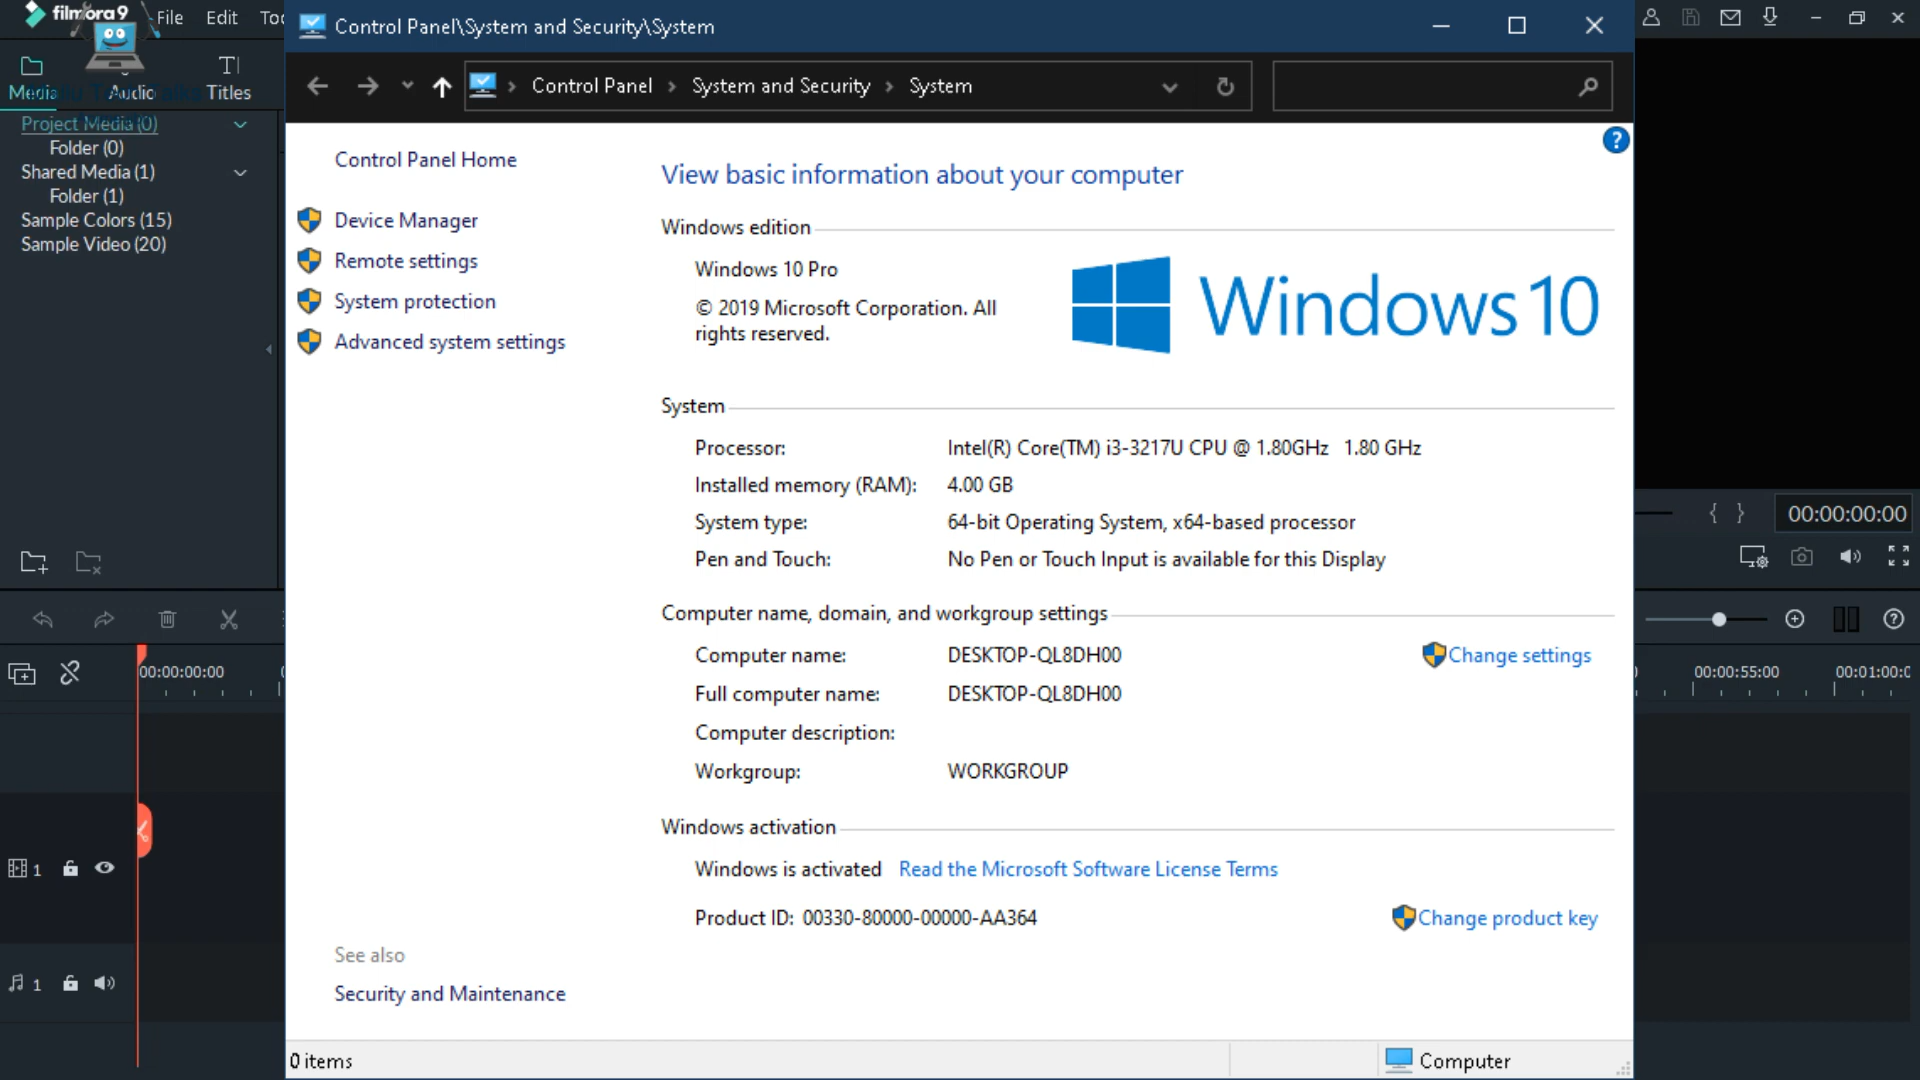 filmora9 File Edit
Control Panel\System and Security\System
Control Panel > System and Security > System
Media Audio Titles
Project Media (0)
Folder (0)
Shared Media (1)
Folder (1)
Sample Colors (15)
Sample Video (20)
Control Panel Home
Device Manager
Remote settings
System protection
Advanced system settings
View basic information about your computer
Windows edition
Windows 10 Pro
© 2019 Microsoft Corporation. All
rights reserved.
Windows 10
System
Processor: Intel(R) Core(TM) i3-3217U CPU @ 1.80GHz 1.80 GHz
Installed memory (RAM): 4.00 GB
System type: 64-bit Operating System, x64-based processor
Pen and Touch: No Pen or Touch Input is available for this Display
Computer name, domain, and workgroup settings
Computer name: DESKTOP-QL8DH00
Change settings
Full computer name: DESKTOP-QL8DH00
Computer description:
Workgroup: WORKGROUP
Windows activation
Windows is activated Read the Microsoft Software License Terms
Product ID: 00330-80000-00000-AA364
Change product key
See also
Security and Maintenance
0 items
Computer
{ } 00:00:00:00
00:00:00:00
00:00:55:00
1
1